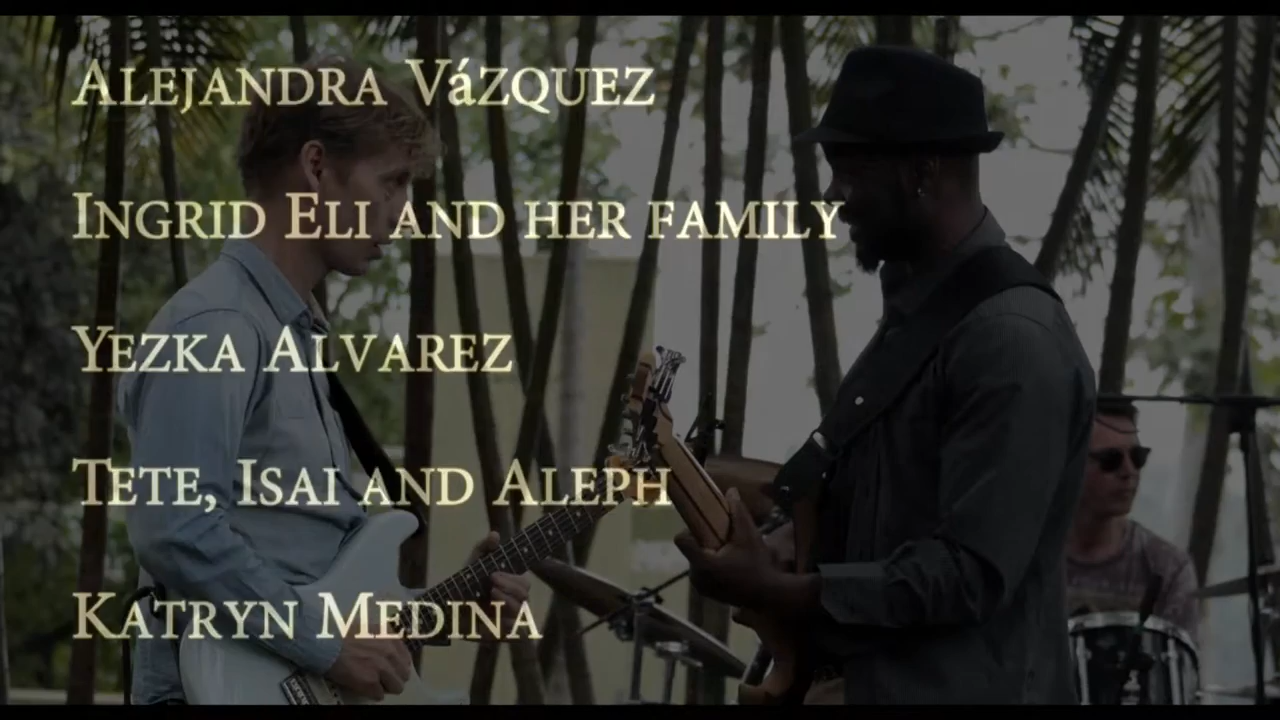 Alejandra Vázquez
Ingrid Eli and her family
Yezka Alvarez
Tete, Isai and Aleph
Katryn Medina